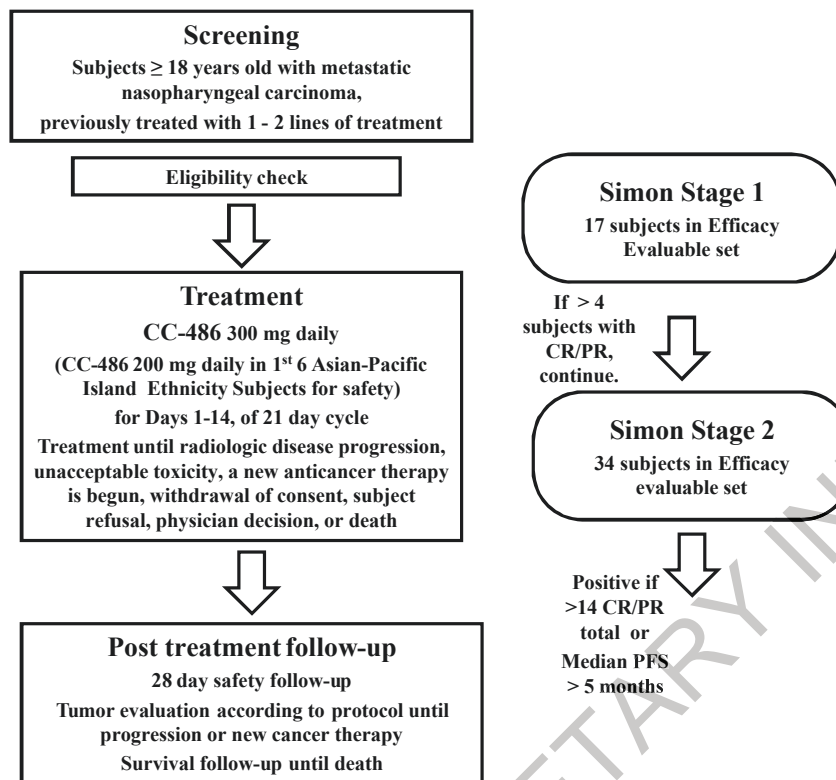 Screening
Subjects ≥ 18 years old with metastatic
nasopharyngeal carcinoma,
previously treated with 1 - 2 lines of treatment
Eligibility check
Treatment
CC-486 300 mg daily
(CC-486 200 mg daily in 1st 6 Asian-Pacific
Island Ethnicity Subjects for safety)
for Days 1-14, of 21 day cycle
Treatment until radiologic disease progression,
unacceptable toxicity, a new anticancer therapy
is begun, withdrawal of consent, subject
refusal, physician decision, or death
Post treatment follow-up
28 day safety follow-up
Tumor evaluation according to protocol until
progression or new cancer therapy
Survival follow-up until death
Simon Stage 1
17 subjects in Efficacy
Evaluable set
If > 4
subjects with
CR/PR,
continue.
Simon Stage 2
34 subjects in Efficacy
evaluable set
Positive if
>14 CR/PR
total or
Median PFS
> 5 months